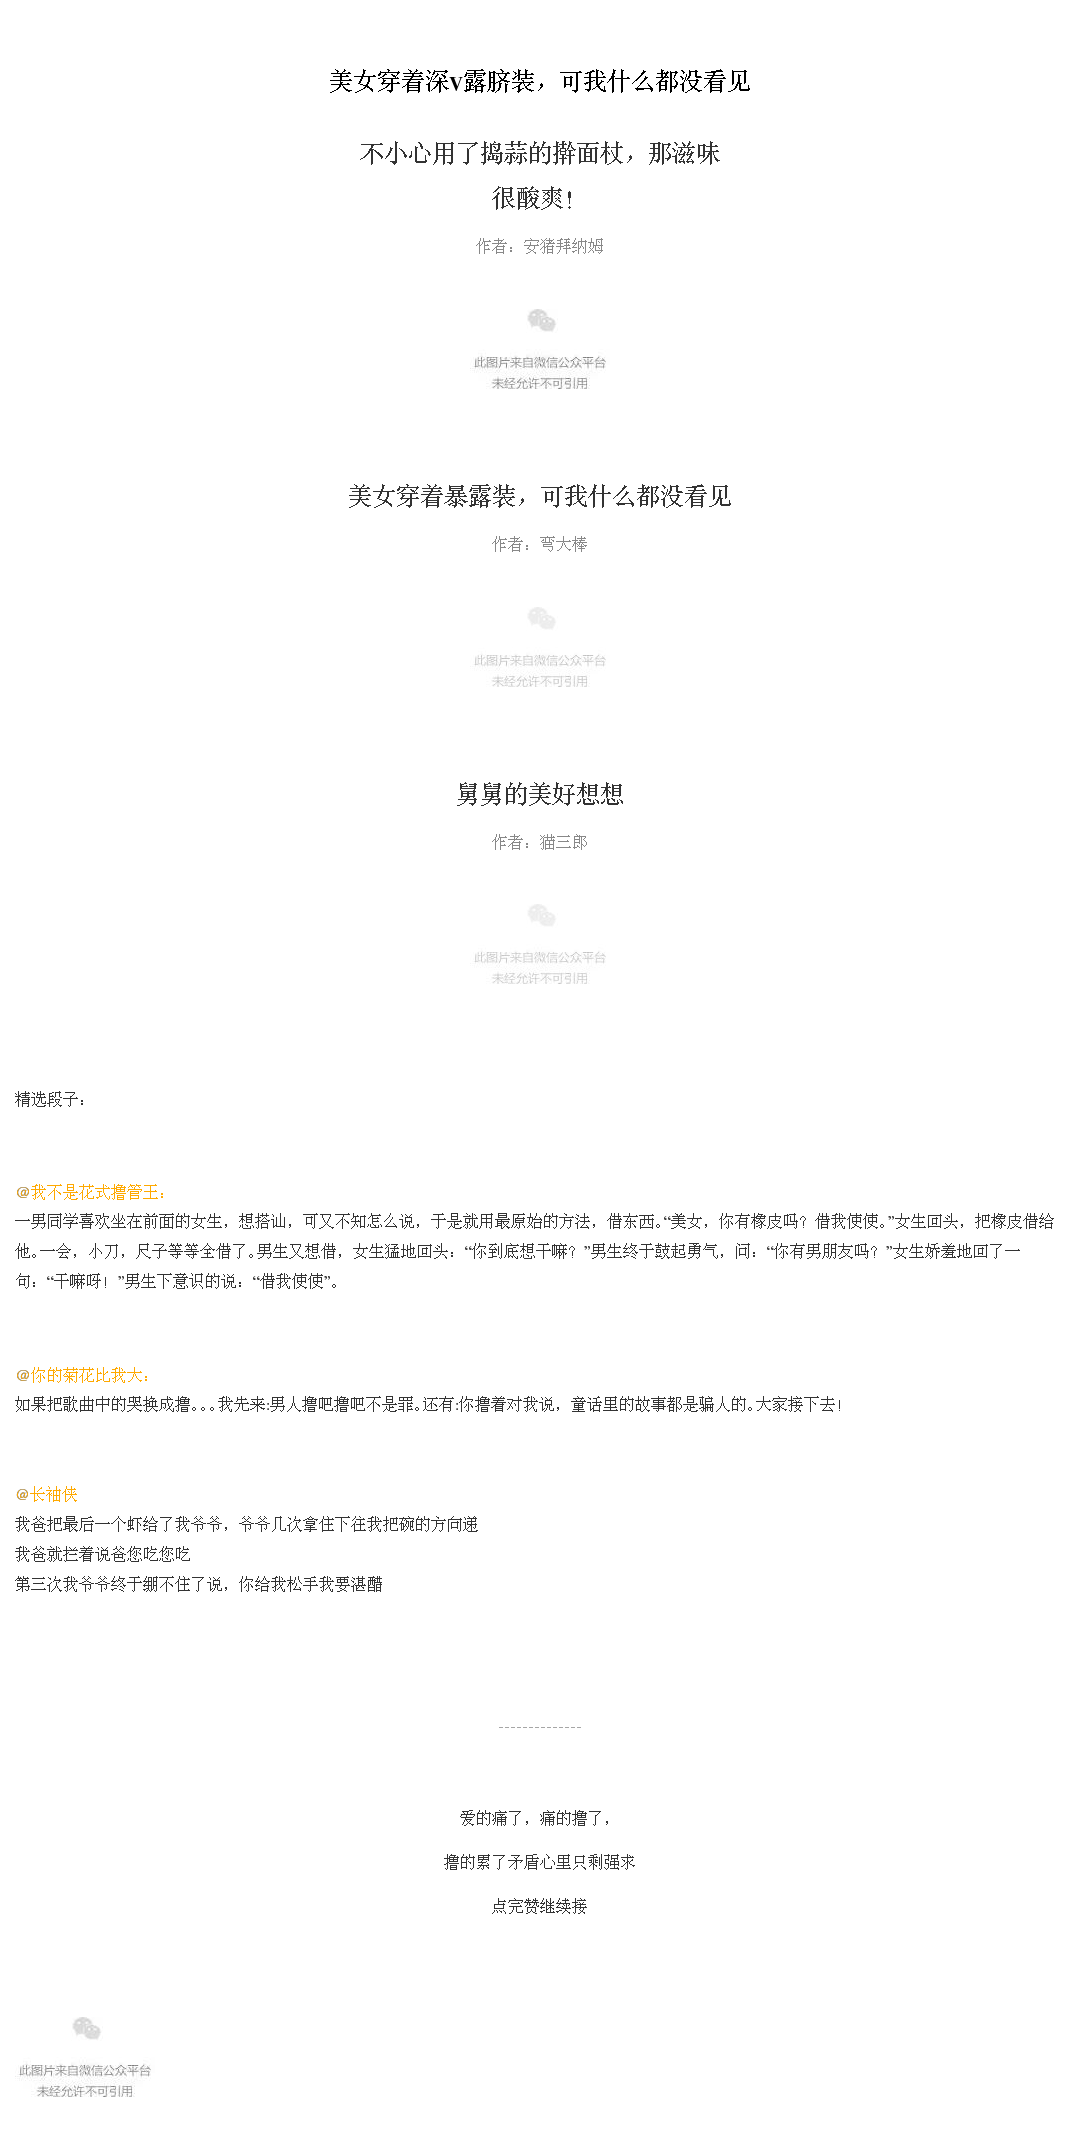 美女穿着深V露脐装，可我什么都没看见
不小心用了捣蒜的擀面杖，那滋味
很酸爽！
作者：安猪拜纳姆
此图片来自微信公众平台
未经允许不可引用
美女穿着暴露装，可我什么都没看见
作者：弯大棒
此图片来自微信公众平台
未经允许不可引用
舅舅的美好想想
作者：猫三郎
此图片来自微信公众平台
未经允许不可引用
精选段子：
@我不是花式撸管王：
一男同学喜欢坐在前面的女生，想搭讪，可又不知怎么说，于是就用最原始的方法，借东西。“美女，你有橡皮吗？借我使使。”女生回头，把橡皮借给
他。一会，小刀，尺子等等全借了。男生又想借，女生猛地回头：“你到底想干嘛？”男生终于鼓起勇气，问：“你有男朋友吗？”女生娇羞地回了一
句：“干嘛呀！”男生下意识的说：“借我使使”。
@你的菊花比我大：
如果把歌曲中的哭换成撸。。。我先来:男人撸吧撸吧不是罪。还有:你撸着对我说，童话里的故事都是骗人的。大家接下去！
@长袖侠
我爸把最后一个虾给了我爷爷，爷爷几次拿住下往我把碗的方向递
我爸就拦着说爸您吃您吃
第三次我爷爷终于绷不住了说，你给我松手我要湛醋
--------------
爱的痛了，痛的撸了，
撸的累了矛盾心里只剩强求
点完赞继续接
此图片来自微信公众平台
未经允许不可引用